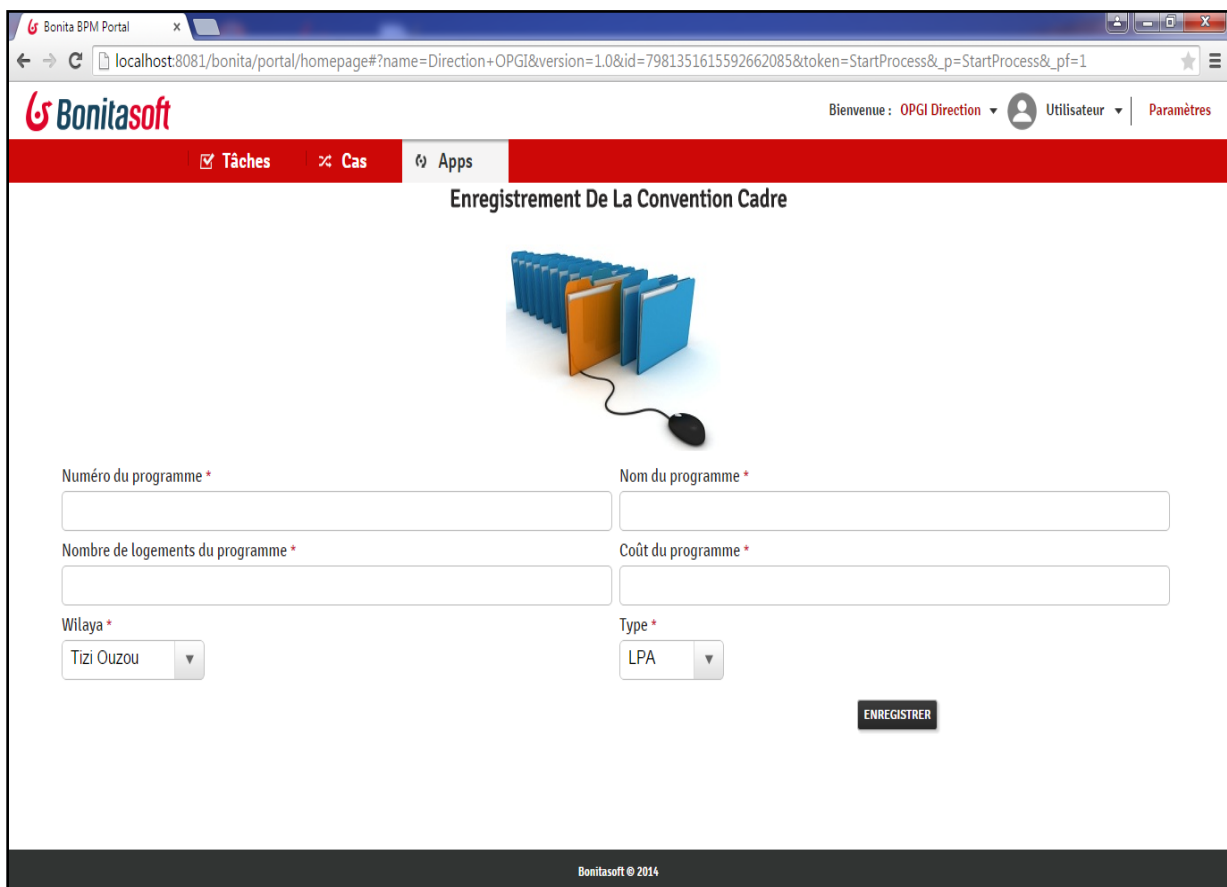 Bonita BPM Portal
localhost:8081/bonita/portal/homepage#?name=Direction+OPGI&version=1.0&id=7981351615592662085&token=StartProcess&_p=StartProcess&_pf=1
Bonitasoft Bienvenue : OPGI Direction Utilisateur Paramètres
Tâches Cas Apps
Enregistrement De La Convention Cadre
Numéro du programme * Nom du programme *
Nombre de logements du programme * Coût du programme *
Wilaya * Type *
Tizi Ouzou LPA
ENREGISTRER
Bonitasoft © 2014